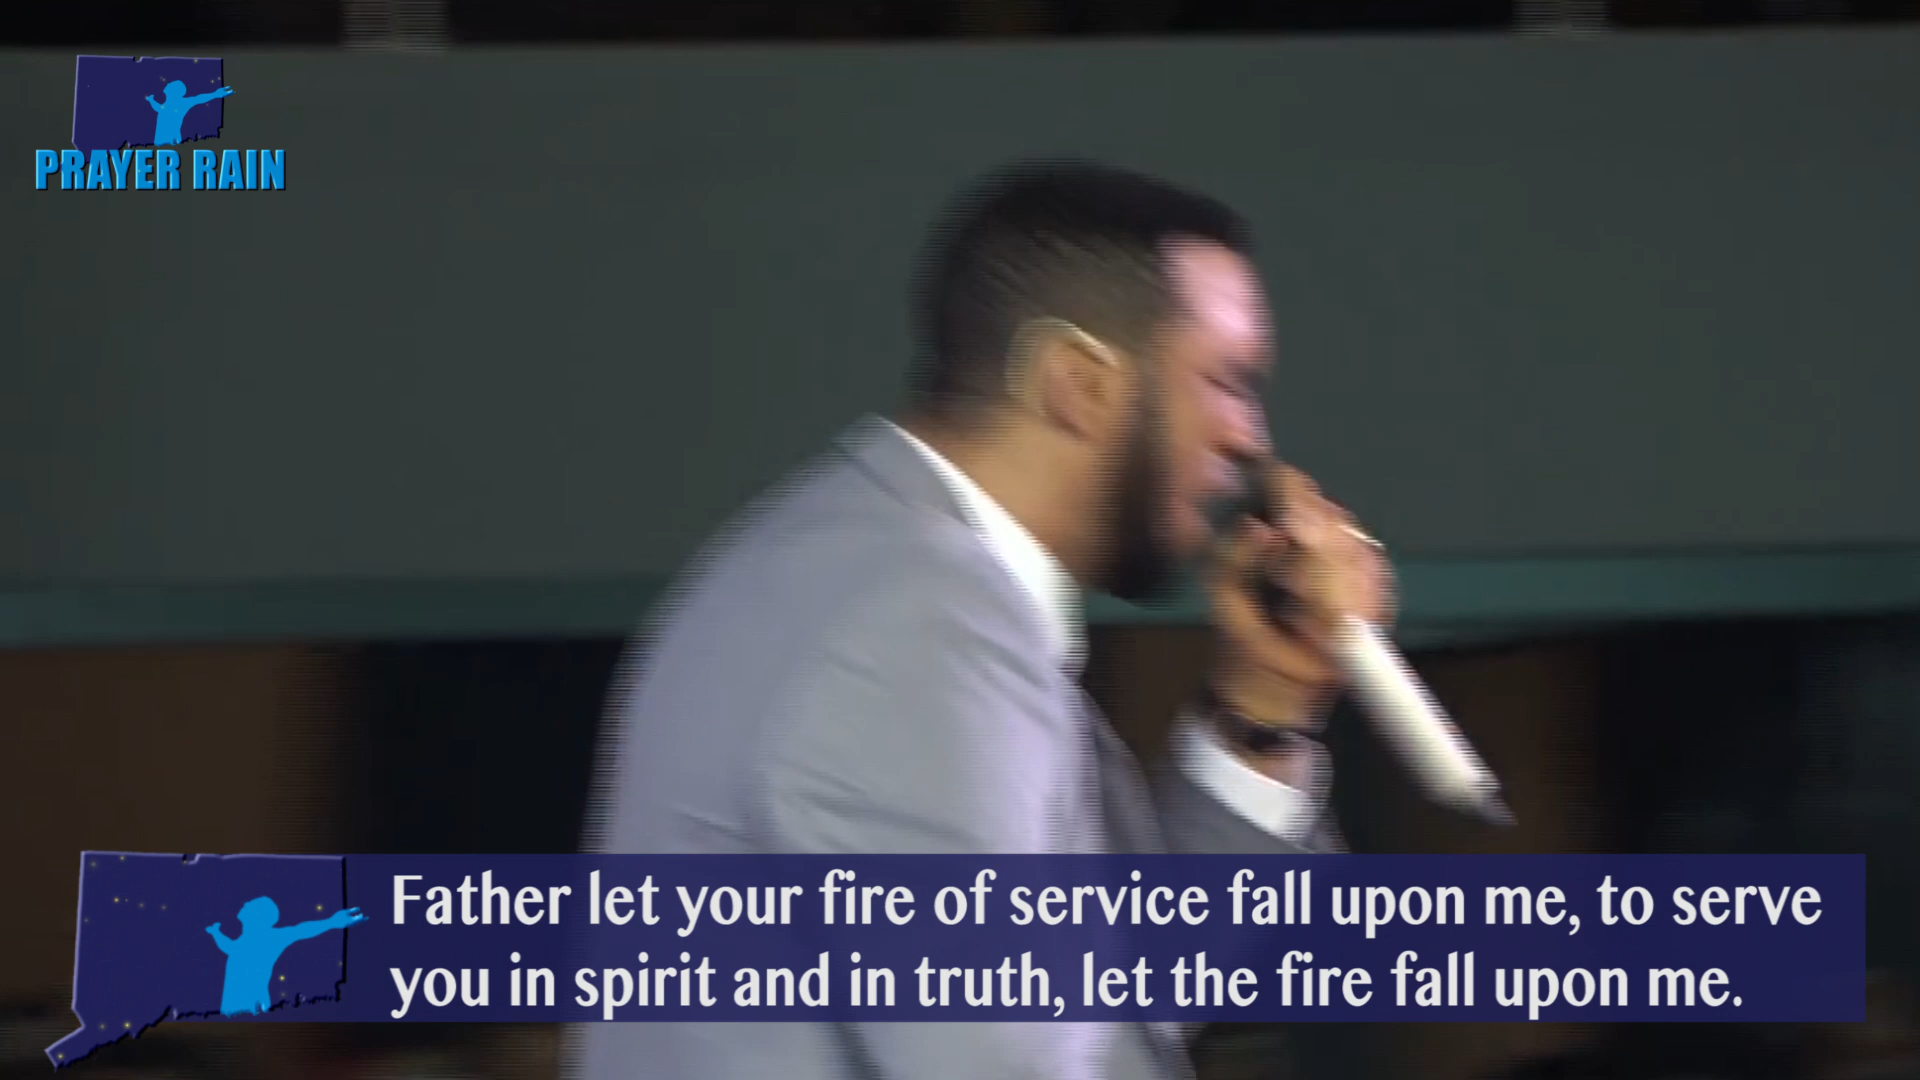 PRAYER RAIN
Father let your fire of service fall upon me, to serve
you in spirit and in truth, let the fire fall upon me.